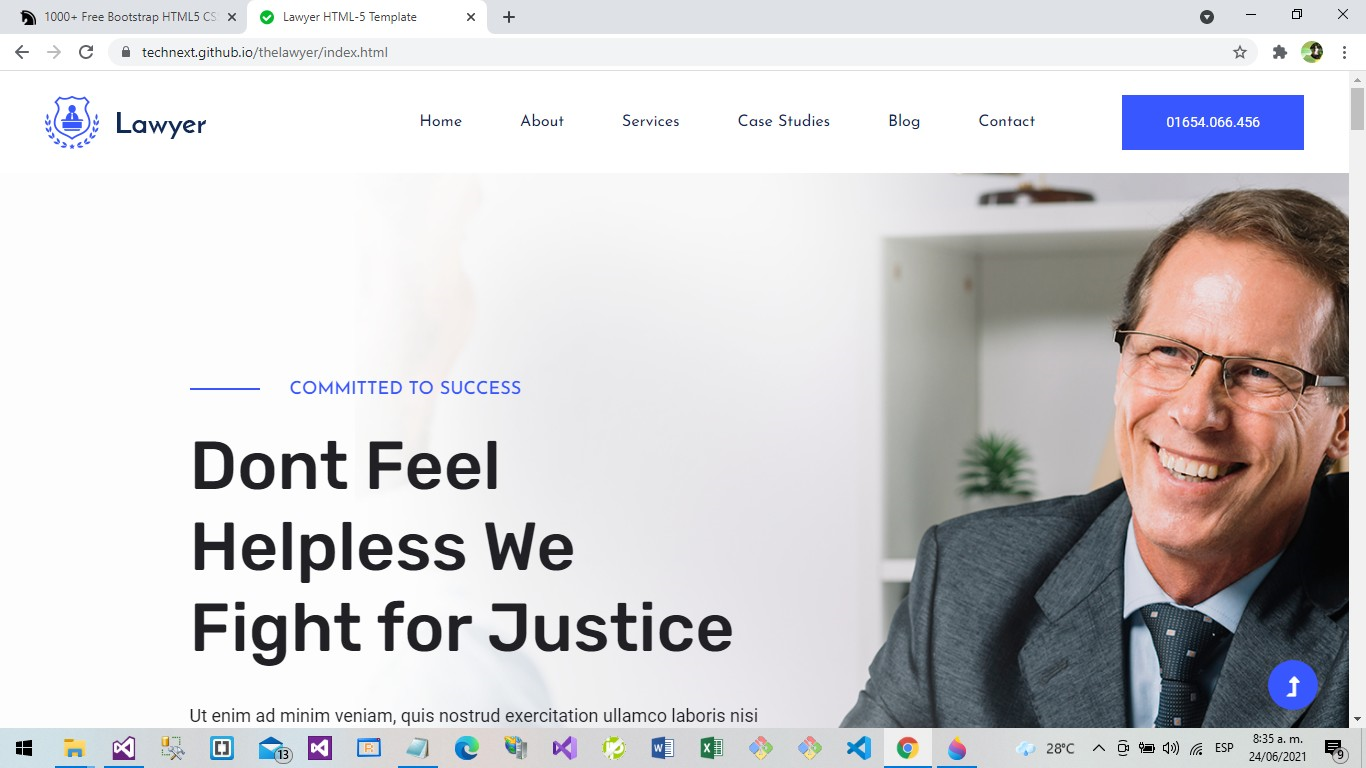 1000+ Free Bootstrap HTML5 CS
Lawyer HTML-5 Template
technext.github.io/thelawyer/index.html
Lawyer
Home
About
Services
Case Studies
Blog
Contact
01654.066.456
COMMITTED TO SUCCESS
Dont Feel
Helpless We
Fight for Justice
Ut enim ad minim veniam, quis nostrud exercitation ullamco laboris nisi
13
R
28°C
ESP
8:35 a. m.
24/06/2021
9